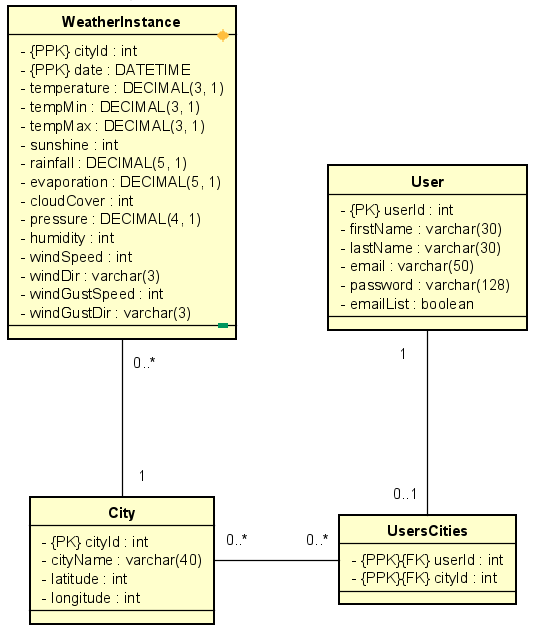 WeatherInstance
- {PPK} cityId : int
- {PPK} date : DATETIME
- temperature : DECIMAL(3, 1)
- tempMin : DECIMAL(3, 1)
- tempMax : DECIMAL(3, 1)
- sunshine : int
- rainfall : DECIMAL(5, 1)
- evaporation : DECIMAL(5, 1)
- cloudCover : int
- pressure : DECIMAL(4, 1)
- humidity : int
- windSpeed : int
- windDir : varchar(3)
- windGustSpeed : int
- windGustDir : varchar(3)
User
- {PK} userId : int
- firstName : varchar(30)
- lastName : varchar(30)
- email : varchar(50)
- password : varchar(128)
- emailList : boolean
0..*
1
1
0..1
City
- {PK} cityId : int
- cityName : varchar(40)
- latitude : int
- longitude : int
0..*
0..*
UsersCities
- {PPK}{FK} userId : int
- {PPK}{FK} cityId : int